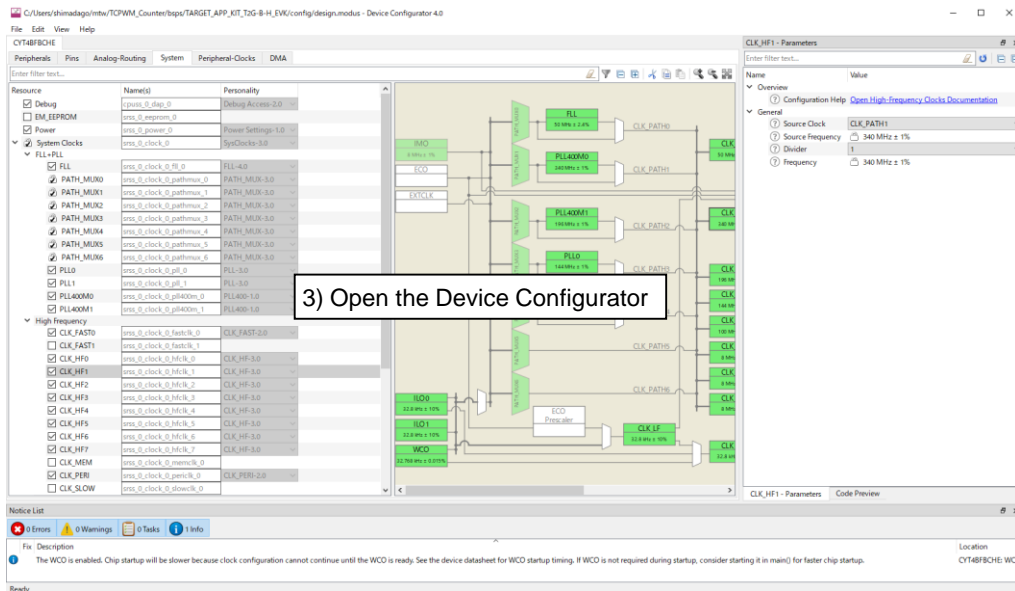 C:/Users/shimadago/mtw/TCPWM_Counter/bsps/TARGET_APP_KIT_T2G-B-H_EVK/config/design.modus - Device Configurator 4.0
File Edit View Help
CYT4BFBCHE
Peripherals Pins Analog-Routing System Peripheral-Clocks DMA
Enter filter text...
Resource Name(s) Personality
Debug cpuss_0_dap_0 Debug Access-2.0
EM_EEPROM srss_0_eeprom_0
Power srss_0_power_0 Power Settings-1.0
System Clocks srss_0_clock_0 SysClocks-3.0
FLL+PLL
FLL srss_0_clock_0_fll_0 FLL-4.0
PATH_MUX0 srss_0_clock_0_pathmux_0 PATH_MUX-3.0
PATH_MUX1 srss_0_clock_0_pathmux_1 PATH_MUX-3.0
PATH_MUX2 srss_0_clock_0_pathmux_2 PATH_MUX-3.0
PATH_MUX3 srss_0_clock_0_pathmux_3 PATH_MUX-3.0
PATH_MUX4 srss_0_clock_0_pathmux_4 PATH_MUX-3.0
PATH_MUX5 srss_0_clock_0_pathmux_5 PATH_MUX-3.0
PATH_MUX6 srss_0_clock_0_pathmux_6 PATH_MUX-3.0
PLL0 srss_0_clock_0_pll_0 PLL-3.0
PLL1 srss_0_clock_0_pll_1 PLL-3.0
PLL400M0 srss_0_clock_0_pll400m_0 PLL400-1.0
PLL400M1 srss_0_clock_0_pll400m_1 PLL400-1.0
High Frequency
CLK_FAST0 srss_0_clock_0_fastclk_0 CLK_FAST-2.0
CLK_FAST1 srss_0_clock_0_fastclk_1
CLK_HF0 srss_0_clock_0_hfclk_0 CLK_HF-3.0
CLK_HF1 srss_0_clock_0_hfclk_1 CLK_HF-3.0
CLK_HF2 srss_0_clock_0_hfclk_2 CLK_HF-3.0
CLK_HF3 srss_0_clock_0_hfclk_3 CLK_HF-3.0
CLK_HF4 srss_0_clock_0_hfclk_4 CLK_HF-3.0
CLK_HF5 srss_0_clock_0_hfclk_5 CLK_HF-3.0
CLK_HF6 srss_0_clock_0_hfclk_6 CLK_HF-3.0
CLK_HF7 srss_0_clock_0_hfclk_7 CLK_HF-3.0
CLK_MEM srss_0_clock_0_memclk_0
CLK_PERI srss_0_clock_0_periclk_0 CLK_PERI-2.0
CLK_SLOW srss_0_clock_0_slowclk_0
IMO
8 MHz ± 1%
ECO
EXTCLK
FLL
CLK_PATH0
PLL400M0
340 MHz ± 1%
CLK_PATH1
PLL400M1
196 MHz ± 1%
CLK_PATH2
PLL0
144 MHz ± 1%
CLK_PATH3
CLK_PATH5
CLK_PATH6
ILO0
32.8 kHz ± 10%
ILO1
32.8 kHz ± 10%
WCO
32.768 kHz ± 0.015%
ECO
Prescaler
CLK_LF
32.8 kHz ± 10%
3) Open the Device Configurator
CLK_HF1 - Parameters
Enter filter text...
Name Value
Overview
Configuration Help Open High-Frequency Clocks Documentation
General
Source Clock CLK_PATH1
Source Frequency 340 MHz ± 1%
Divider 1
Frequency 340 MHz ± 1%
CLK_HF1 - Parameters Code Preview
Notice List
0 Errors 0 Warnings 0 Tasks 1 Info
Fix Description Location
The WCO is enabled. Chip startup will be slower because clock configuration cannot continue until the WCO is ready. See the device datasheet for WCO startup timing. If WCO is not required during startup, consider starting it in main() for faster chip startup. CYT4BFBCHE: WC
Ready